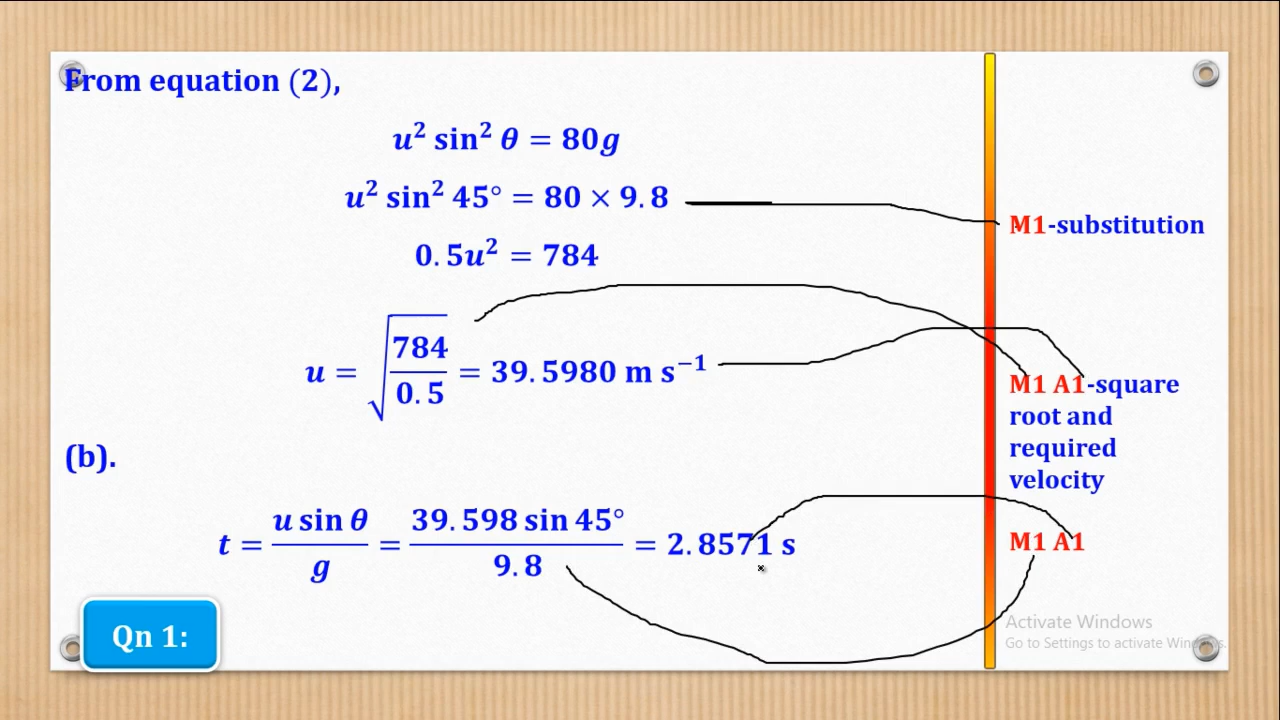 From equation (2),
u² sin² θ = 80g
u² sin² 45° = 80 × 9.8
M1-substitution
0.5u² = 784
u = √(784/0.5) = 39.5980 m s⁻¹
M1 A1-square
root and
required
velocity
(b).
t = u sin θ / g = 39.598 sin 45° / 9.8 = 2.8571 s
M1 A1
Qn 1:
Activate Windows
Go to Settings to activate Windows.